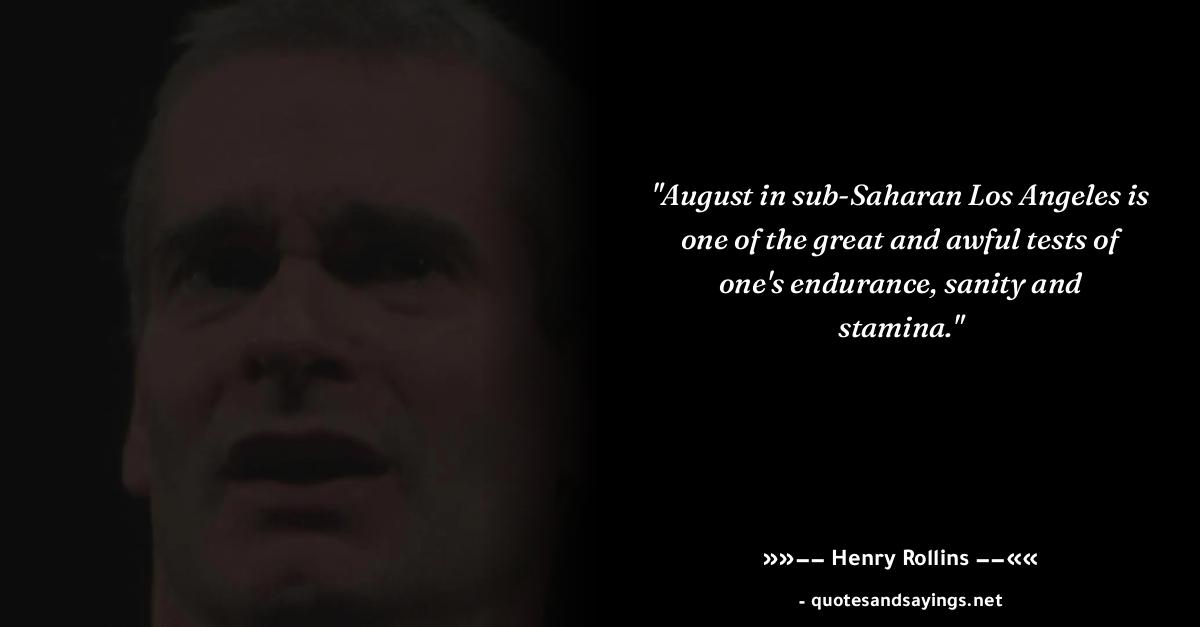 "August in sub-Saharan Los Angeles is
one of the great and awful tests of
one's endurance, sanity and
stamina."
»»−− Henry Rollins −−««
- quotesandsayings.net